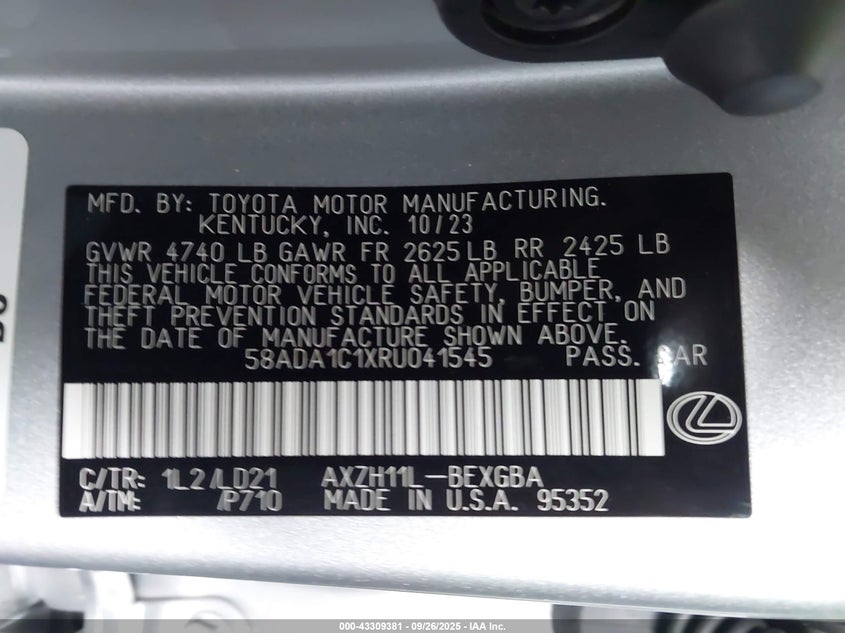 MFD. BY: TOYOTA MOTOR MANUFACTURING.
KENTUCKY, INC. 10/23
GVWR 4740 LB GAWR FR 2625 LB RR 2425 LB
THIS VEHICLE CONFORMS TO ALL APPLICABLE
FEDERAL MOTOR VEHICLE SAFETY, BUMPER, AND
THEFT PREVENTION STANDARDS IN EFFECT ON
THE DATE OF MANUFACTURE SHOWN ABOVE.
58ADA1C1XRU041545 PASS. CAR
C/TR: 1L2/LD21 AXZH11L-BEXGBA
A/TM: /P710 MADE IN U.S.A. 95352
000-43309381 - 09/26/2025 - IAA Inc.